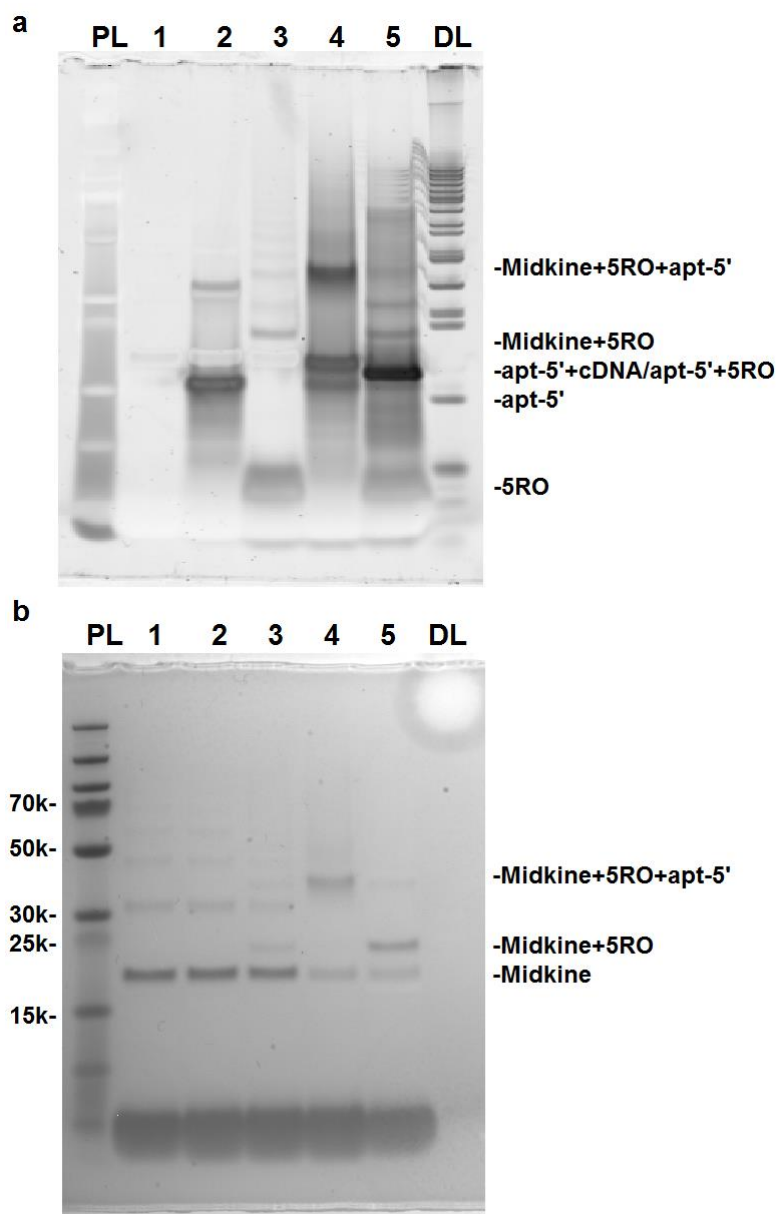 a
PL 1 2 3 4 5 DL
-Midkine+5RO+apt-5'
-Midkine+5RO
-apt-5'+cDNA/apt-5'+5RO
-apt-5'
-5RO
b
PL 1 2 3 4 5 DL
70k-
50k-
-Midkine+5RO+apt-5'
30k-
25k-
-Midkine+5RO
-Midkine
15k-